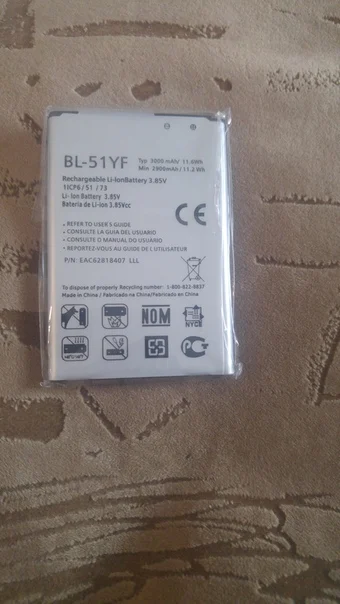 BL-51YF
Typ 3000 mAh/ 11.6Wh
Min 2900mAh / 11.2 Wh
Rechargeable Li-IonBattery 3.85V
1ICP6 / 51 / 73
Li- Ion Battery 3.85V
Batería de Li-ion 3.85Vcc
CE
• REFER TO USER'S GUIDE
• CONSULTE LA GUIA DEL USUARIO
• CONSULTE O MANUAL DO USUARIO
• REPORTEZ-VOUS AU GUIDE DE L'UTILISATEUR
P/N: EAC62818407 LLL
To dispose of properly Recycling number: 1-800-822-8837
Made in China / Fabricado na China/Fabricado en China
NOM
NYCE